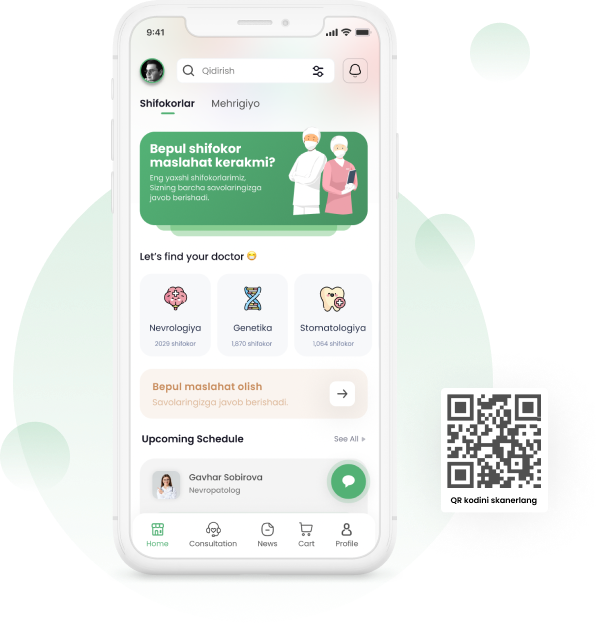 9:41
Qidirish
Shifokorlar Mehrigiyo
Bepul shifokor
maslahat kerakmi?
Eng yaxshi shifokorlarimiz,
Sizning barcha savolaringizga
javob berishadi.
Let's find your doctor 😁
Nevrologiya Genetika Stomatologiya
2029 shifokor 1,870 shifokor 1,064 shifokor
Bepul maslahat olish
Savolaringizga javob berishadi.
Upcoming Schedule See All »
Gavhar Sobirova
Nevropatolog
Home Consultation News Cart Profile
QR kodini skanerlang